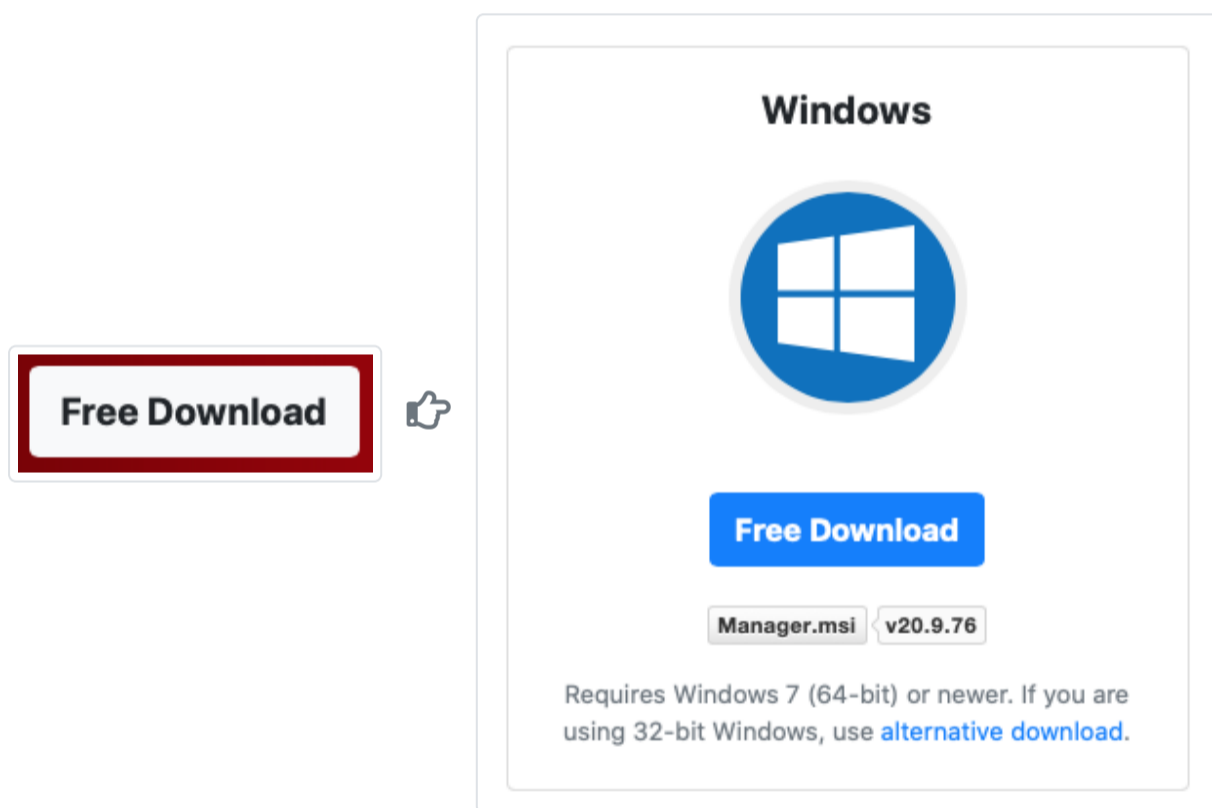 Free Download
Windows
Free Download
Manager.msi v20.9.76
Requires Windows 7 (64-bit) or newer. If you are
using 32-bit Windows, use alternative download.